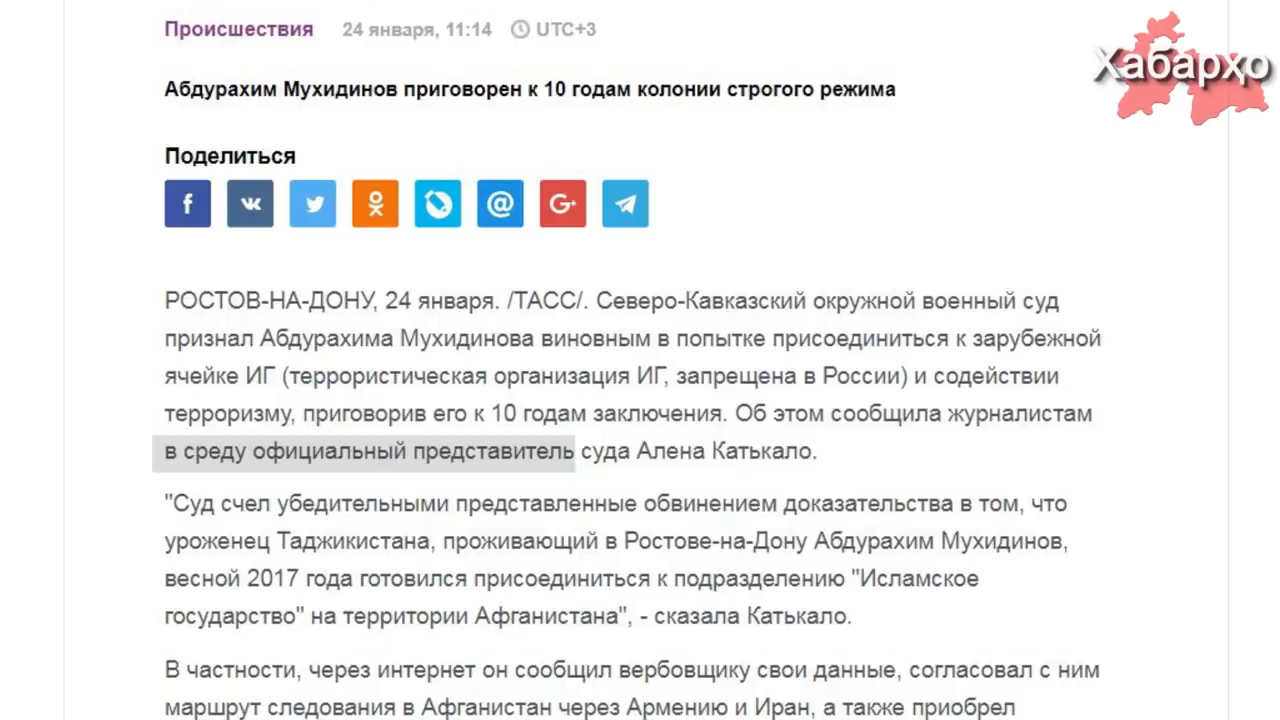 Происшествия 24 января, 11:14 UTC+3
Хабарҳо
Абдурахим Мухидинов приговорен к 10 годам колонии строгого режима
Поделиться
РОСТОВ-НА-ДОНУ, 24 января. /ТАСС/. Северо-Кавказский окружной военный суд
признал Абдурахима Мухидинова виновным в попытке присоединиться к зарубежной
ячейке ИГ (террористическая организация ИГ, запрещена в России) и содействии
терроризму, приговорив его к 10 годам заключения. Об этом сообщила журналистам
в среду официальный представитель суда Алена Катькало.
"Суд счел убедительными представленные обвинением доказательства в том, что
уроженец Таджикистана, проживающий в Ростове-на-Дону Абдурахим Мухидинов,
весной 2017 года готовился присоединиться к подразделению "Исламское
государство" на территории Афганистана", - сказала Катькало.
В частности, через интернет он сообщил вербовщику свои данные, согласовал с ним
маршрут следования в Афганистан через Армению и Иран, а также приобрел